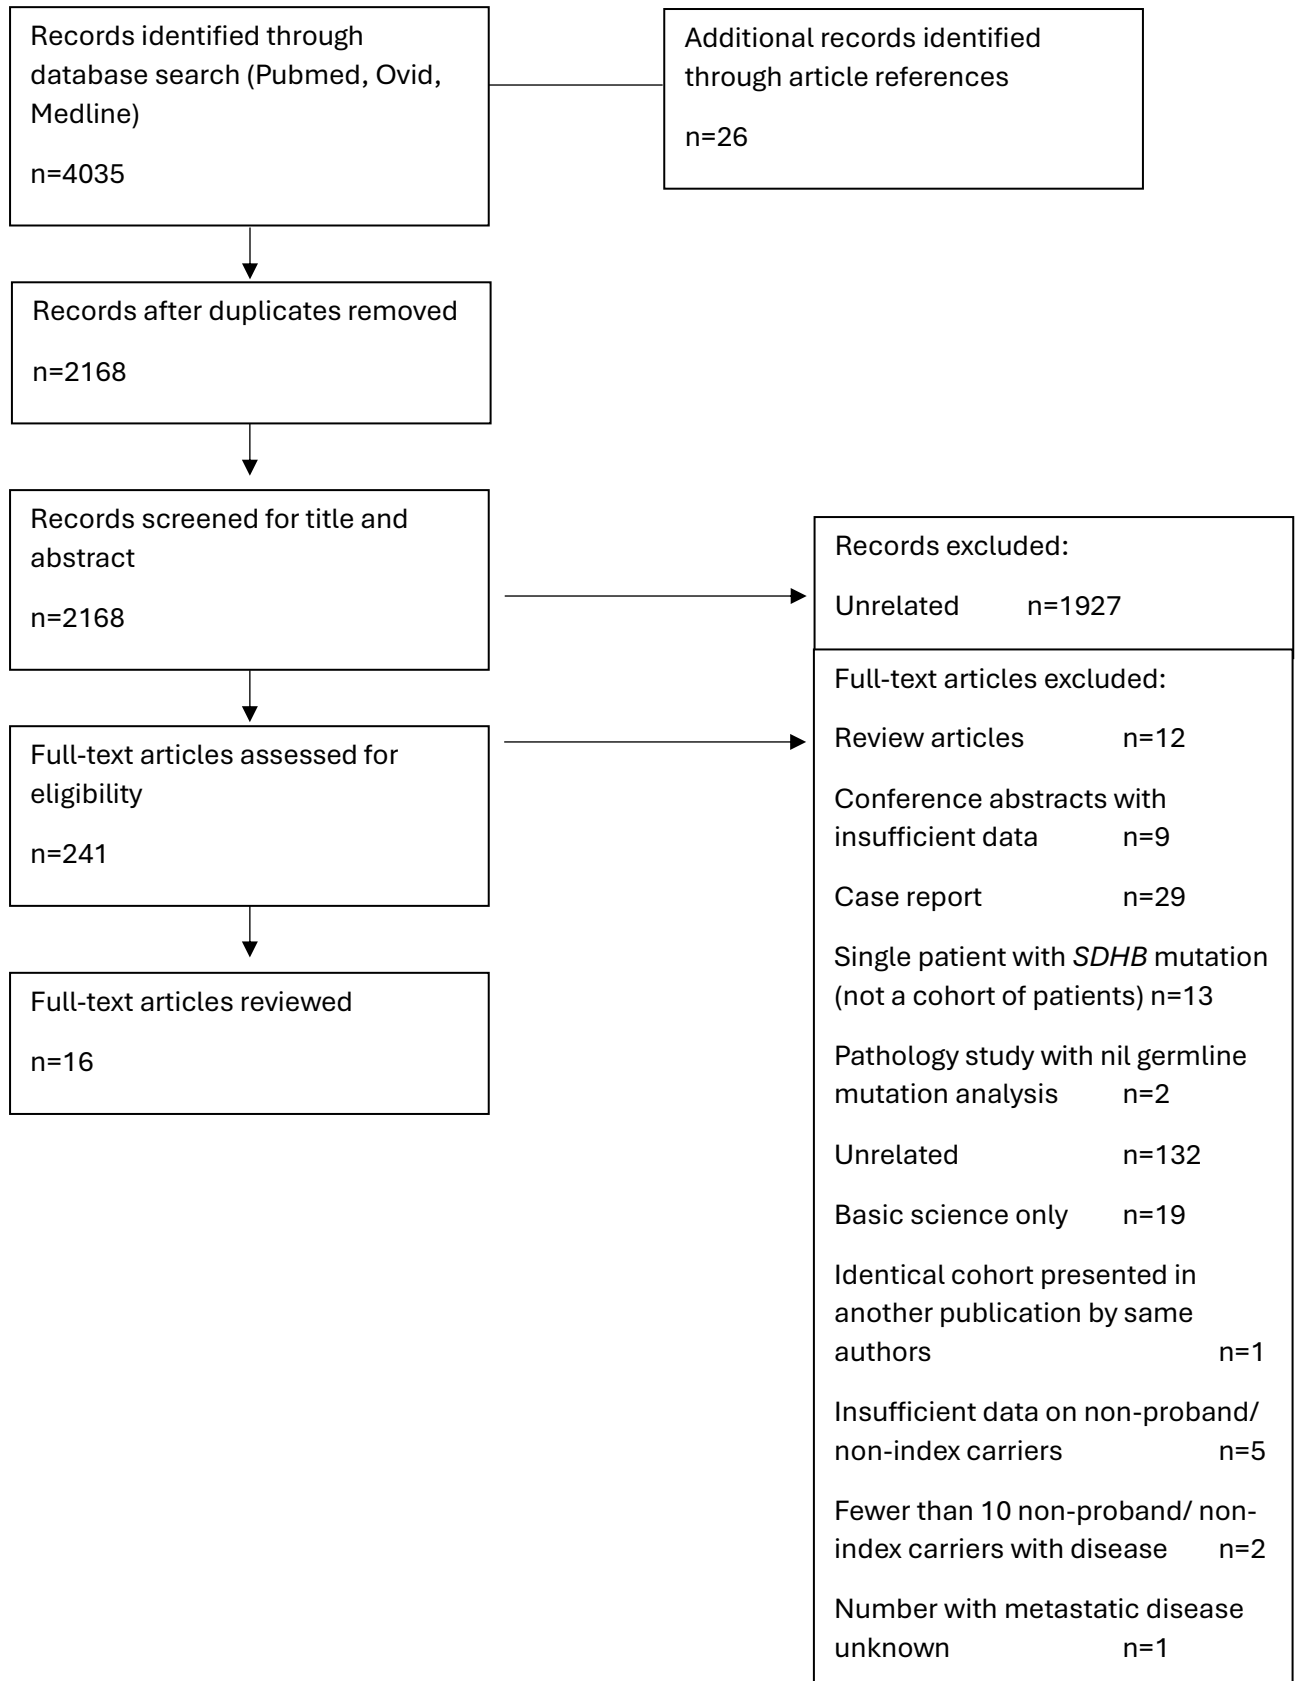 Records identified through
database search (Pubmed, Ovid,
Medline)
n=4035
Additional records identified
through article references
n=26
Records after duplicates removed
n=2168
Records screened for title and
abstract
n=2168
Records excluded:
Unrelated n=1927
Full-text articles assessed for
eligibility
n=241
Full-text articles excluded:
Review articles n=12
Conference abstracts with
insufficient data n=9
Case report n=29
Single patient with SDHB mutation
(not a cohort of patients) n=13
Pathology study with nil germline
mutation analysis n=2
Unrelated n=132
Basic science only n=19
Identical cohort presented in
another publication by same
authors n=1
Insufficient data on non-proband/
non-index carriers n=5
Fewer than 10 non-proband/ non-
index carriers with disease n=2
Number with metastatic disease
unknown n=1
Full-text articles reviewed
n=16